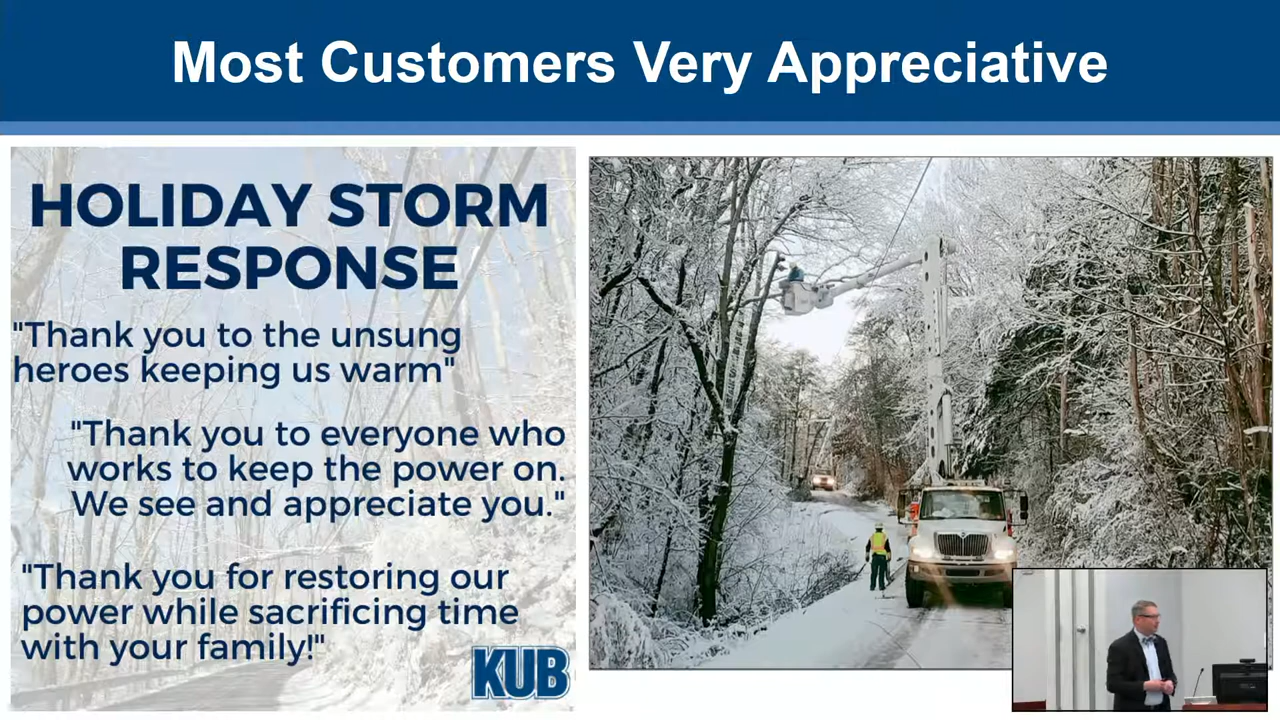 Most Customers Very Appreciative
HOLIDAY STORM
RESPONSE
"Thank you to the unsung
heroes keeping us warm"
"Thank you to everyone who
works to keep the power on.
We see and appreciate you."
"Thank you for restoring our
power while sacrificing time
with your family!"
KUB